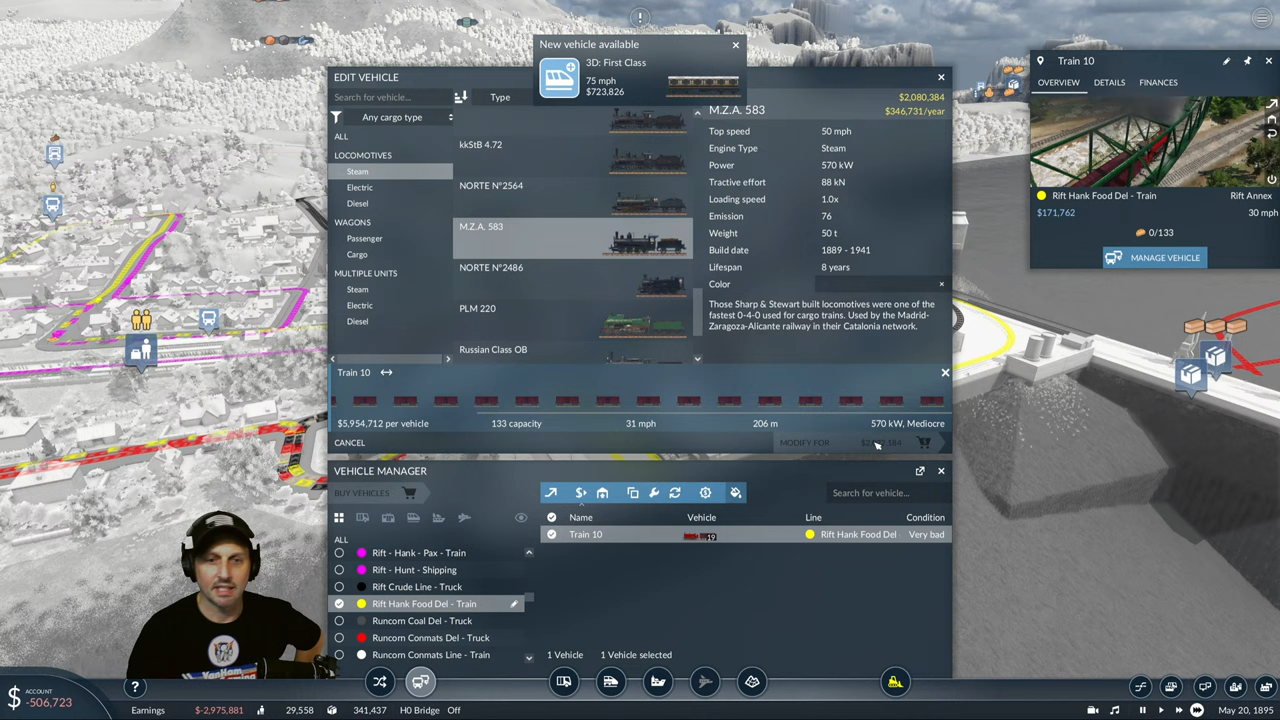 New vehicle available
3D: First Class
75 mph
$723,826
EDIT VEHICLE
Search for vehicle...
Type
Any cargo type
ALL
LOCOMOTIVES
Steam
Electric
Diesel
WAGONS
Passenger
Cargo
MULTIPLE UNITS
Steam
Electric
Diesel
kkStB 4.72
NORTE Nº2564
M.Z.A. 583
NORTE Nº2486
PLM 220
Russian Class OB
$2,080,384
M.Z.A. 583
$346,731/year
Top speed 50 mph
Engine Type Steam
Power 570 kW
Tractive effort 88 kN
Loading speed 1.0x
Emission 76
Weight 50 t
Build date 1889 - 1941
Lifespan 8 years
Color
Those Sharp & Stewart built locomotives were one of the
fastest 0-4-0 used for cargo trains. Used by the Madrid-
Zaragoza-Alicante railway in their Catalonia network.
Train 10
$5,954,712 per vehicle 133 capacity 31 mph 206 m 570 kW, Mediocre
CANCEL
MODIFY FOR
VEHICLE MANAGER
BUY VEHICLES
Search for vehicle...
ALL
Rift - Hank - Pax - Train
Rift - Hunt - Shipping
Rift Crude Line - Truck
Rift Hank Food Del - Train
Runcorn Coal Del - Truck
Runcorn Conmats Del - Truck
Runcorn Conmats Line - Train
Name Vehicle Line Condition
Train 10 19 Rift Hank Food Del Very bad
1 Vehicle 1 Vehicle selected
Train 10
OVERVIEW DETAILS FINANCES
Rift Hank Food Del - Train Rift Annex
$171,762 30 mph
0/133
MANAGE VEHICLE
ACCOUNT
$ -506,723
?
Earnings $-2,975,881 29,558 341,437 H0 Bridge Off
May 20, 1895